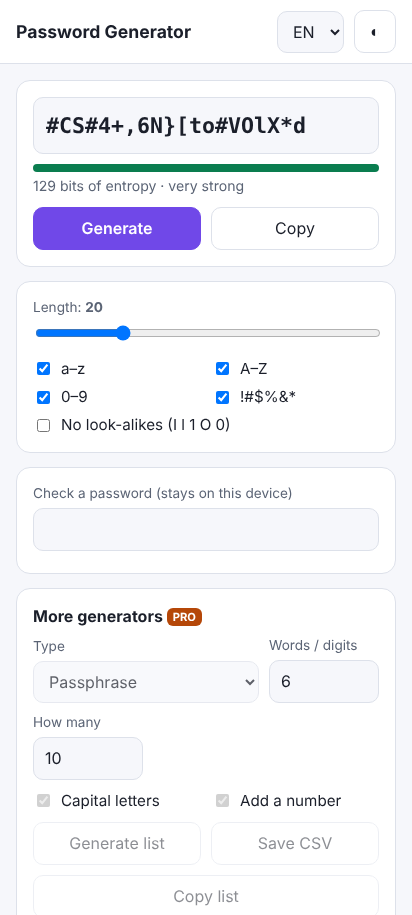 Password Generator
EN
#CS#4+,6N}[to#VOlX*d
129 bits of entropy · very strong
Generate
Copy
Length: 20
a–z
A–Z
0–9
!#$%&*
No look-alikes (l I 1 O 0)
Check a password (stays on this device)
More generators PRO
Type
Words / digits
Passphrase
6
How many
10
Capital letters
Add a number
Generate list
Save CSV
Copy list